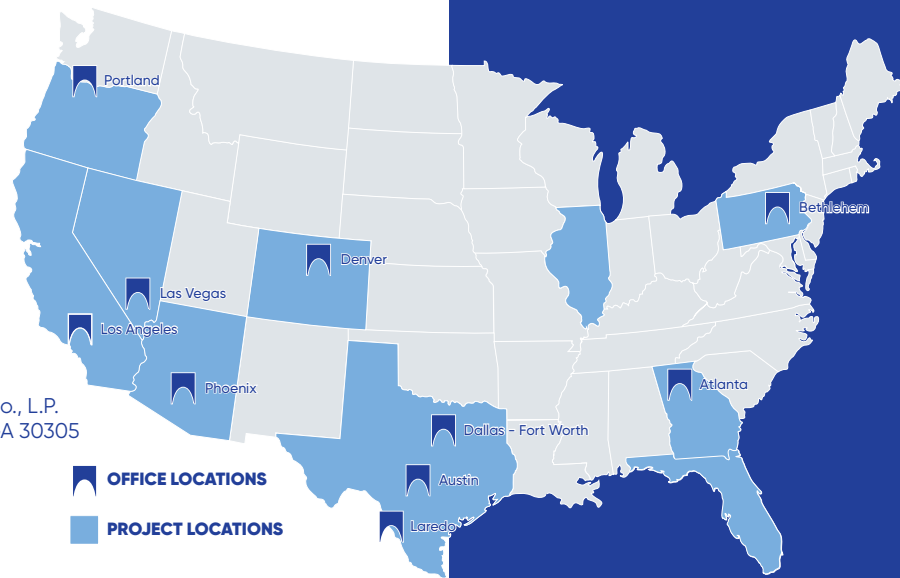 Portland
Bethlehem
Denver
Las Vegas
Los Angeles
Phoenix
Atlanta
o., L.P.
A 30305
Dallas - Fort Worth
OFFICE LOCATIONS
Austin
PROJECT LOCATIONS
Laredo